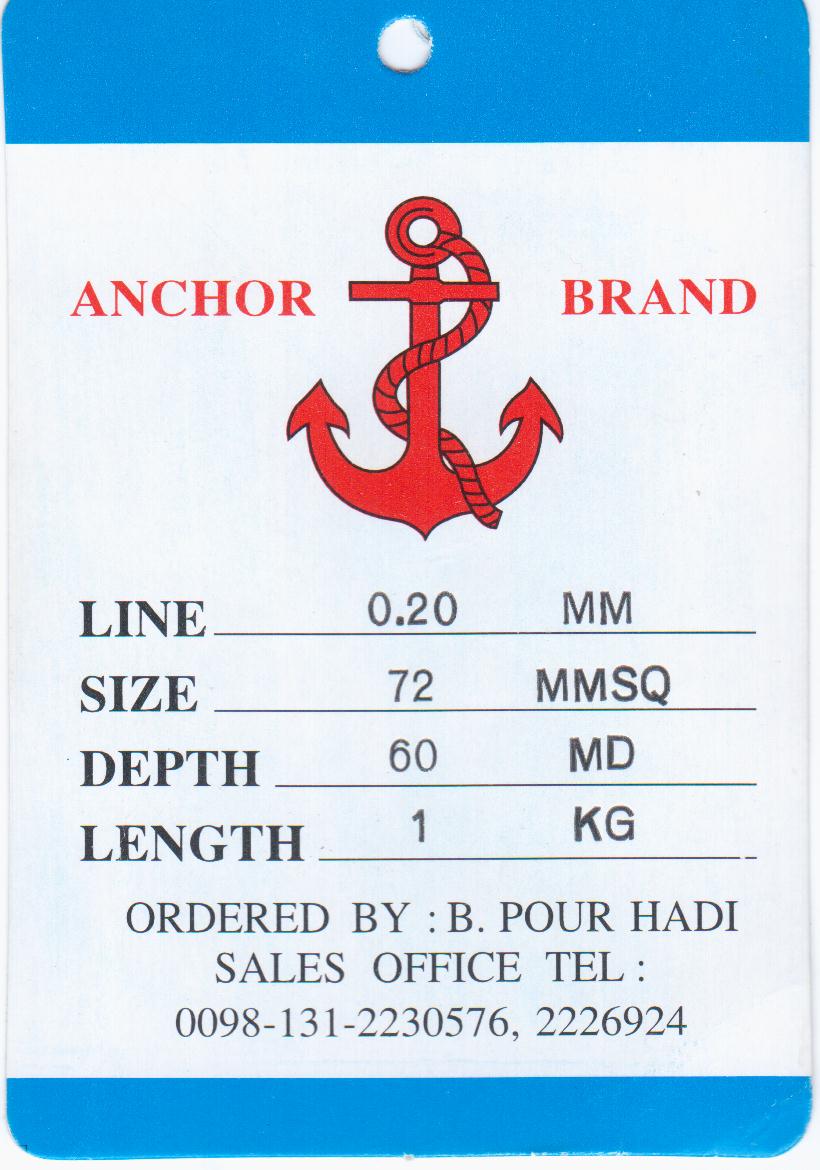 ANCHOR BRAND
LINE 0.20 MM
SIZE 72 MMSQ
DEPTH 60 MD
LENGTH 1 KG
ORDERED BY : B. POUR HADI
SALES OFFICE TEL :
0098-131-2230576, 2226924